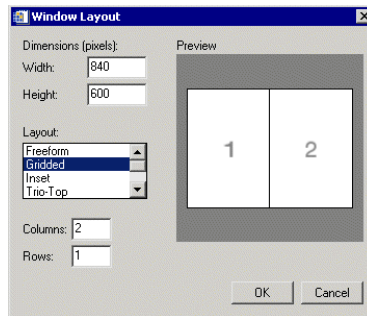 Window Layout
Dimensions (pixels):
Width: 840
Height: 600
Layout:
Freeform
Gridded
Inset
Trio-Top
Columns: 2
Rows: 1
Preview
1 2
OK Cancel